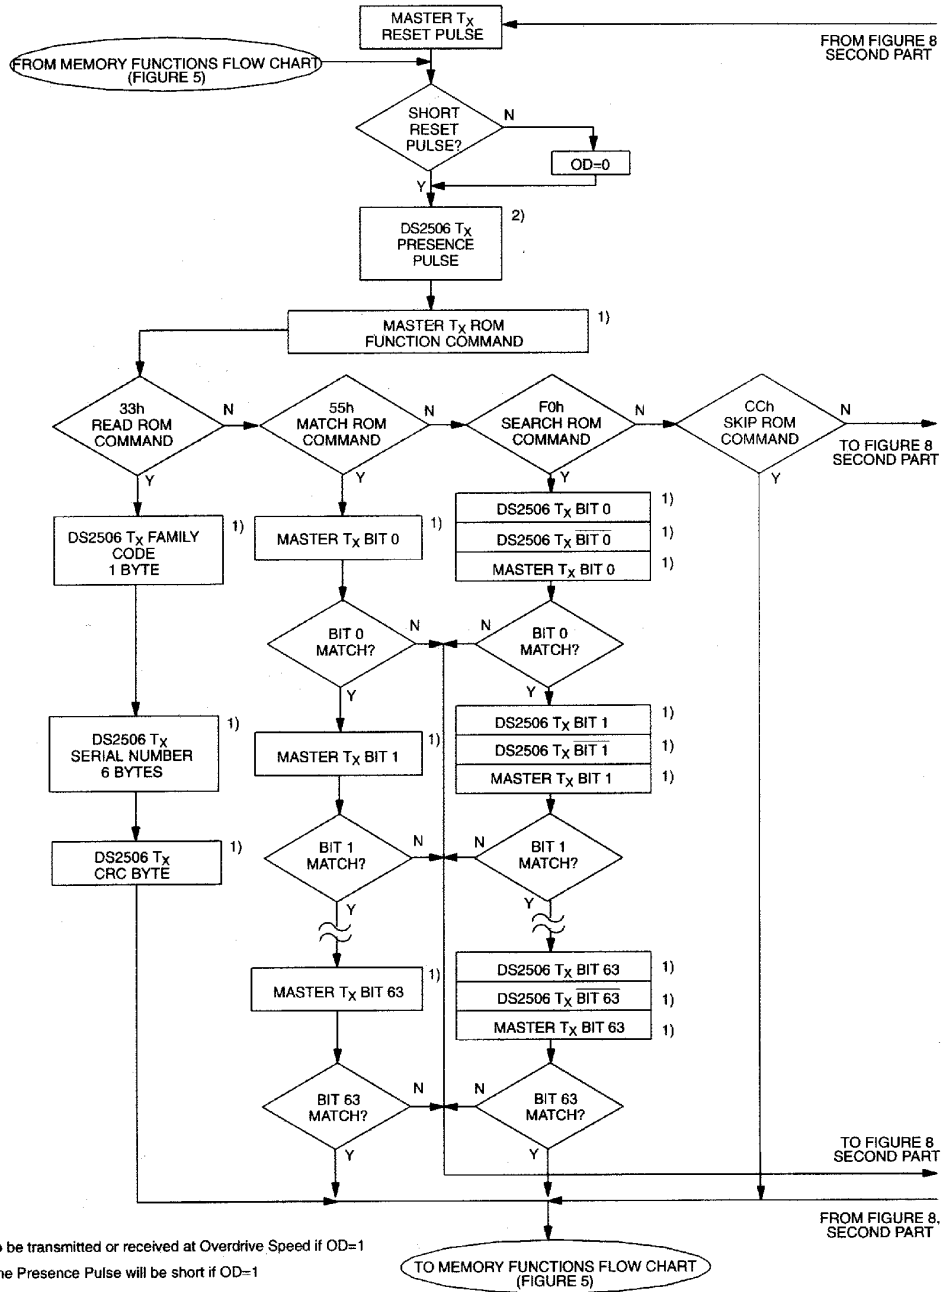 MASTER TX
RESET PULSE
FROM FIGURE 8
SECOND PART
FROM MEMORY FUNCTIONS FLOW CHART
(FIGURE 5)
SHORT
RESET
PULSE?
N
OD=0
Y
DS2506 TX
PRESENCE
PULSE
2)
MASTER TX ROM
FUNCTION COMMAND
1)
33h
READ ROM
COMMAND
N
Y
55h
MATCH ROM
COMMAND
N
Y
F0h
SEARCH ROM
COMMAND
N
Y
CCh
SKIP ROM
COMMAND
N
Y
TO FIGURE 8
SECOND PART
DS2506 TX FAMILY
CODE
1 BYTE
1)
DS2506 TX
SERIAL NUMBER
6 BYTES
1)
DS2506 TX
CRC BYTE
1)
MASTER TX BIT 0
1)
BIT 0
MATCH?
N
Y
MASTER TX BIT 1
1)
BIT 1
MATCH?
N
Y
MASTER TX BIT 63
1)
BIT 63
MATCH?
N
Y
DS2506 TX BIT 0
1)
DS2506 TX BIT 0
1)
MASTER TX BIT 0
1)
BIT 0
MATCH?
N
Y
DS2506 TX BIT 1
1)
DS2506 TX BIT 1
1)
MASTER TX BIT 1
1)
BIT 1
MATCH?
N
Y
DS2506 TX BIT 63
1)
DS2506 TX BIT 63
1)
MASTER TX BIT 63
1)
BIT 63
MATCH?
N
Y
TO FIGURE 8
SECOND PART
FROM FIGURE 8,
SECOND PART
TO MEMORY FUNCTIONS FLOW CHART
(FIGURE 5)
be transmitted or received at Overdrive Speed if OD=1
Presence Pulse will be short if OD=1